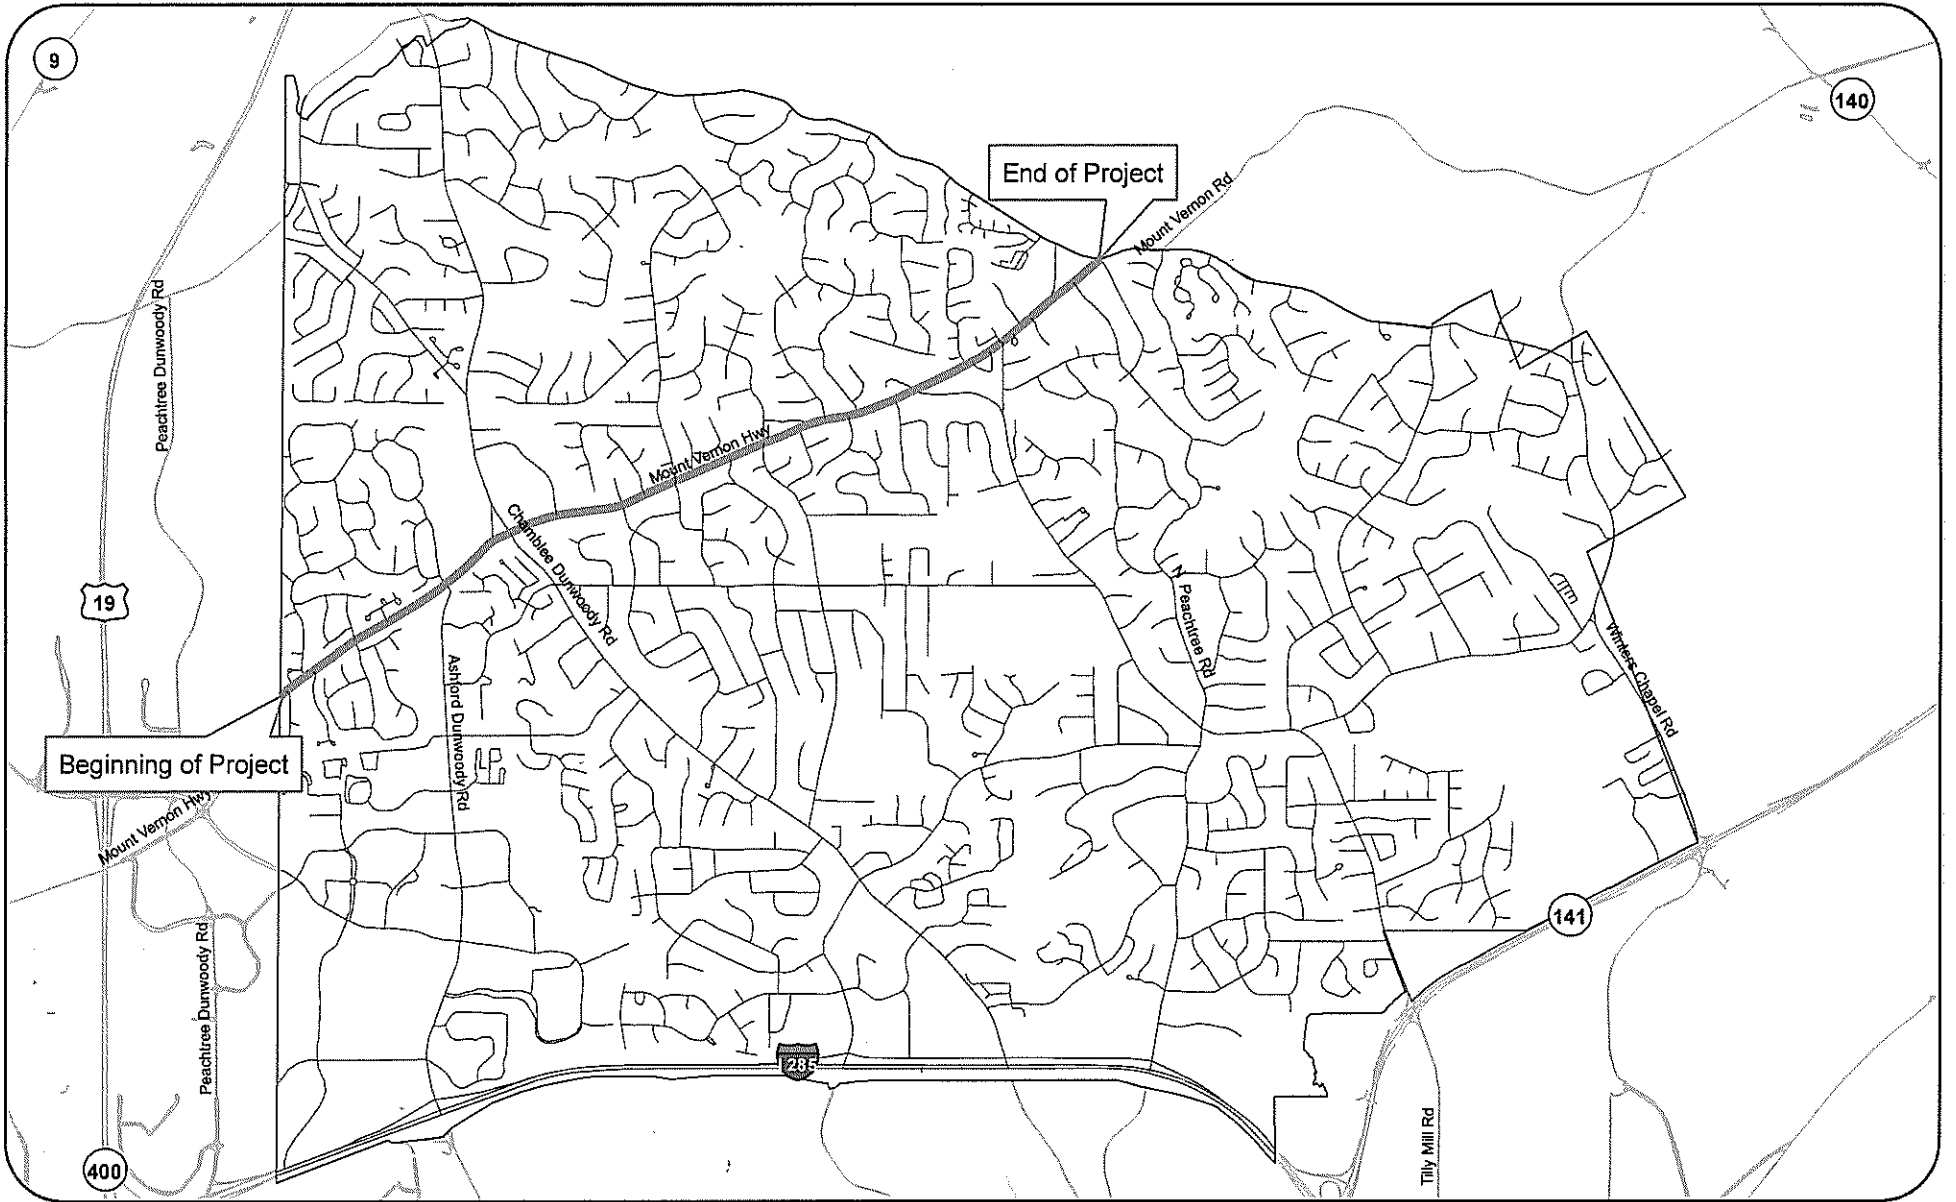 9
140
End of Project
Mount Vernon Rd
Peachtree Dunwoody Rd
Mount Vernon Hwy
Chamblee Dunwoody Rd
19
N Peachtree Rd
Winters Chapel Rd
Ashford Dunwoody Rd
Beginning of Project
Mount Vernon Hwy
141
Peachtree Dunwoody Rd
285
Tilly Mill Rd
400